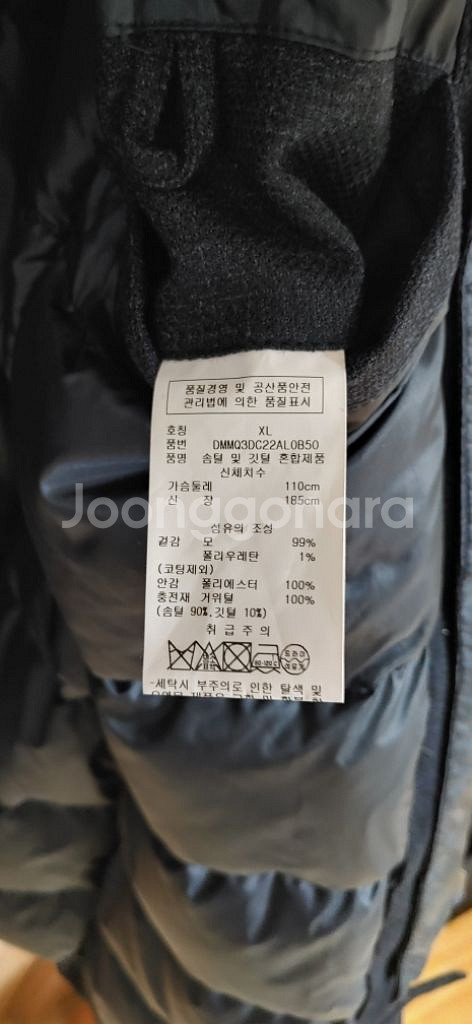 품질경영 및 공산품안전
관리법에 의한 품질표시
호칭 XL
품번 DMMQ3DC22AL0B50
품명 솜털 및 깃털 혼합제품
신체치수
가슴둘레 110cm
신 장 185cm
Joonggonara
섬유의 조성
겉감 모 99%
폴리우레탄 1%
(코팅제외)
안감 폴리에스터 100%
충전재 거위털 100%
(솜털 90%,깃털 10%)
취 급 주 의
드라이
-세탁시 부주의로 인한 탈색 및